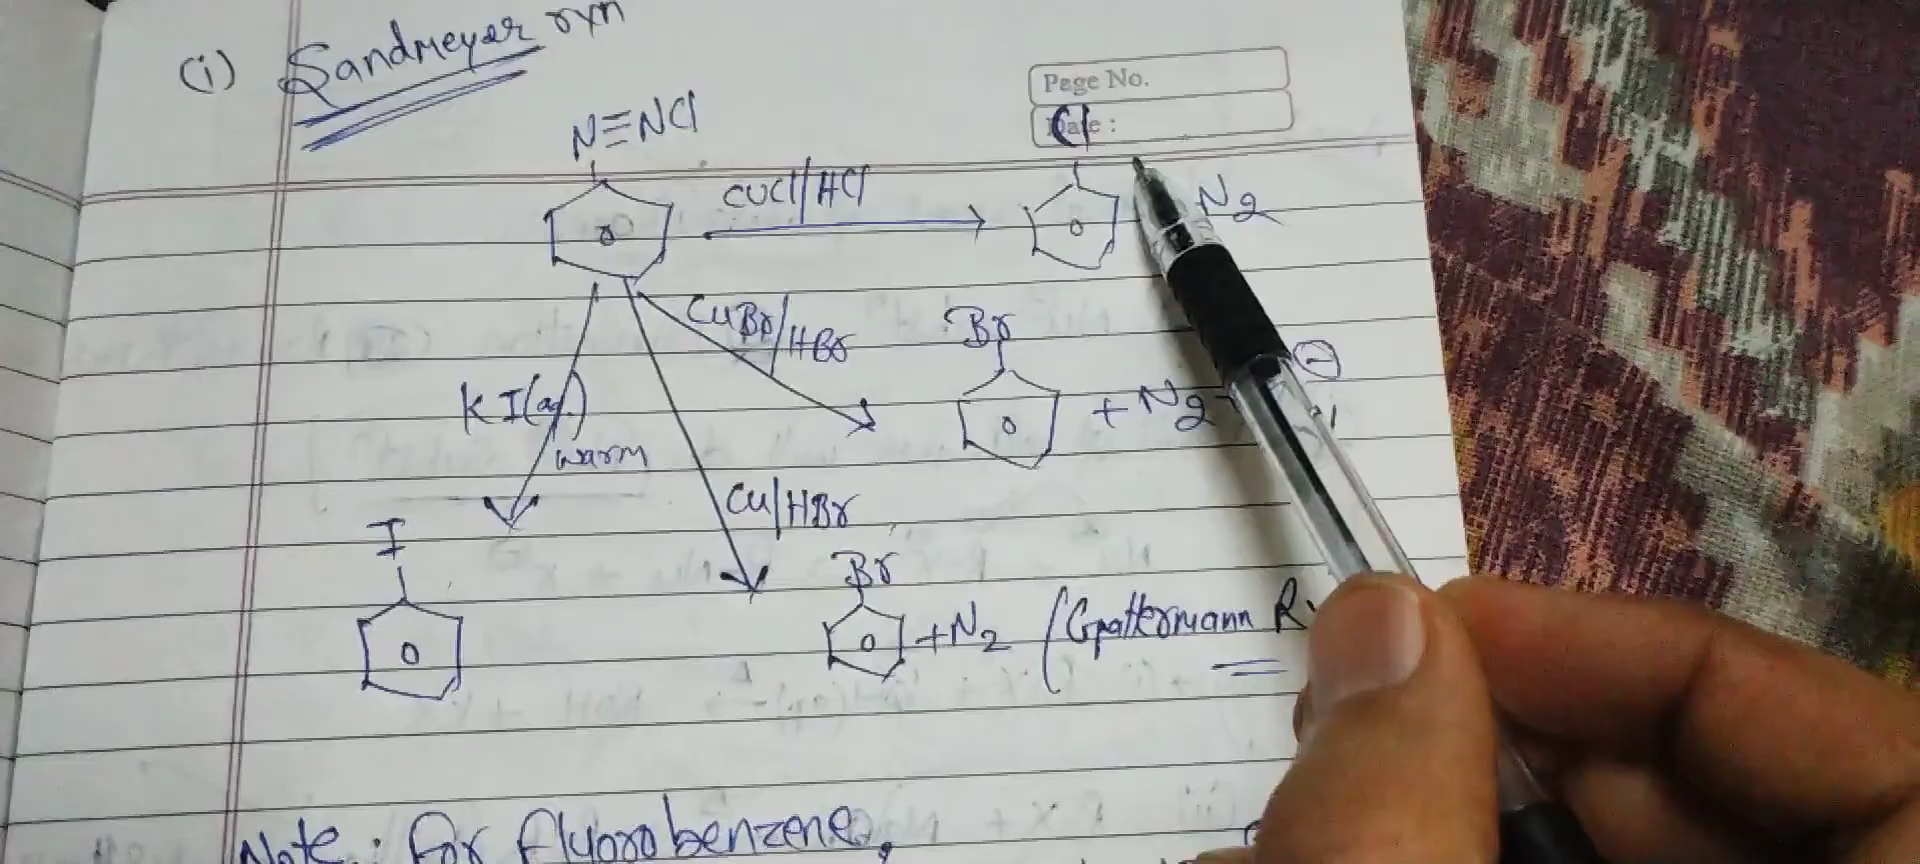 (i) Sandmeyer rxn
Page No.
Date :
N≡NCl
Cl
CuCl/HCl
N2
CuBr/HBr
Br
KI(aq.)
+ N2
warm
Cu/HBr
I
Br
+N2 (Gattermann
Note: For fluorobenzene,